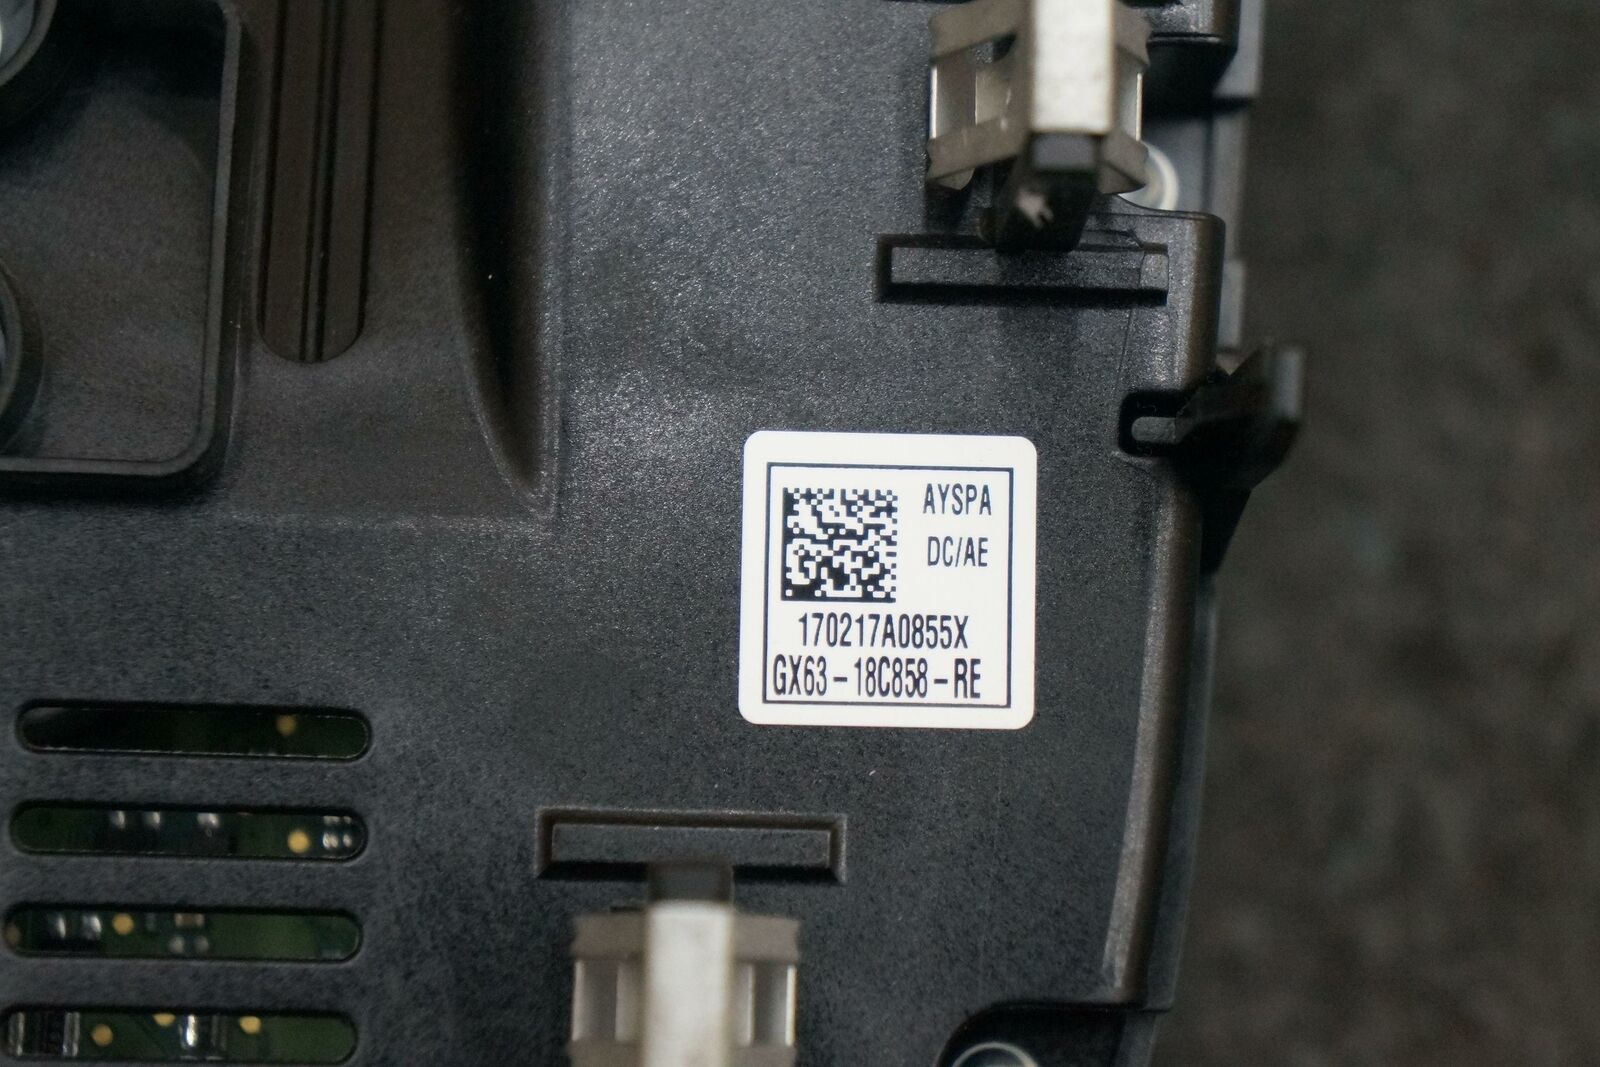 AYSPA
DC/AE
170217A0855X
GX63-18C858-RE